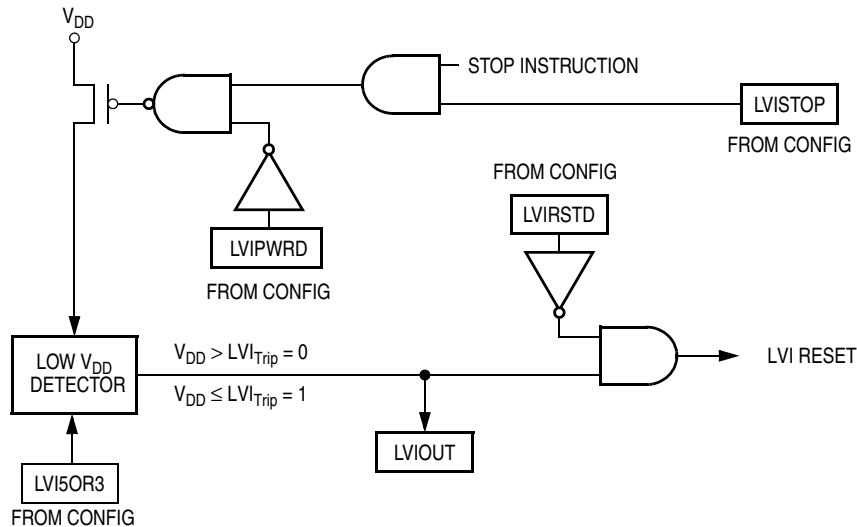 VDD
STOP INSTRUCTION
LVISTOP
FROM CONFIG
FROM CONFIG
LVIRSTD
LVIPWRD
FROM CONFIG
LOW VDD
DETECTOR
VDD > LVITrip = 0
VDD ≤ LVITrip = 1
LVI RESET
LVIOUT
LVI5OR3
FROM CONFIG